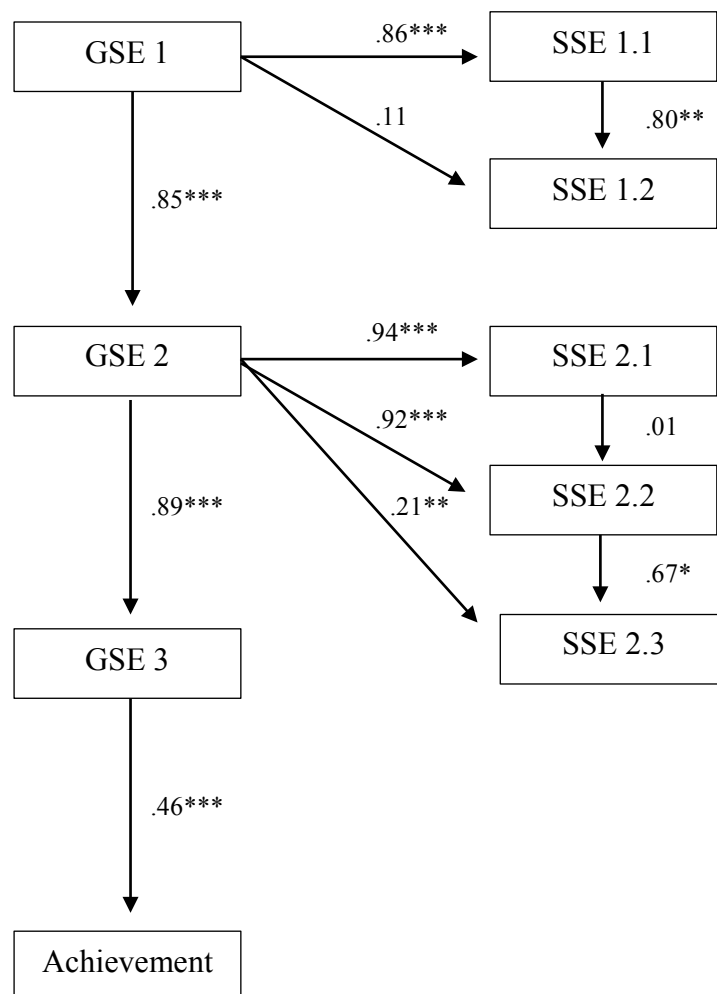 GSE 1
.86***
SSE 1.1
.11
.80**
SSE 1.2
.85***
GSE 2
.94***
SSE 2.1
.92***
.01
.21**
SSE 2.2
.89***
.67*
GSE 3
SSE 2.3
.46***
Achievement